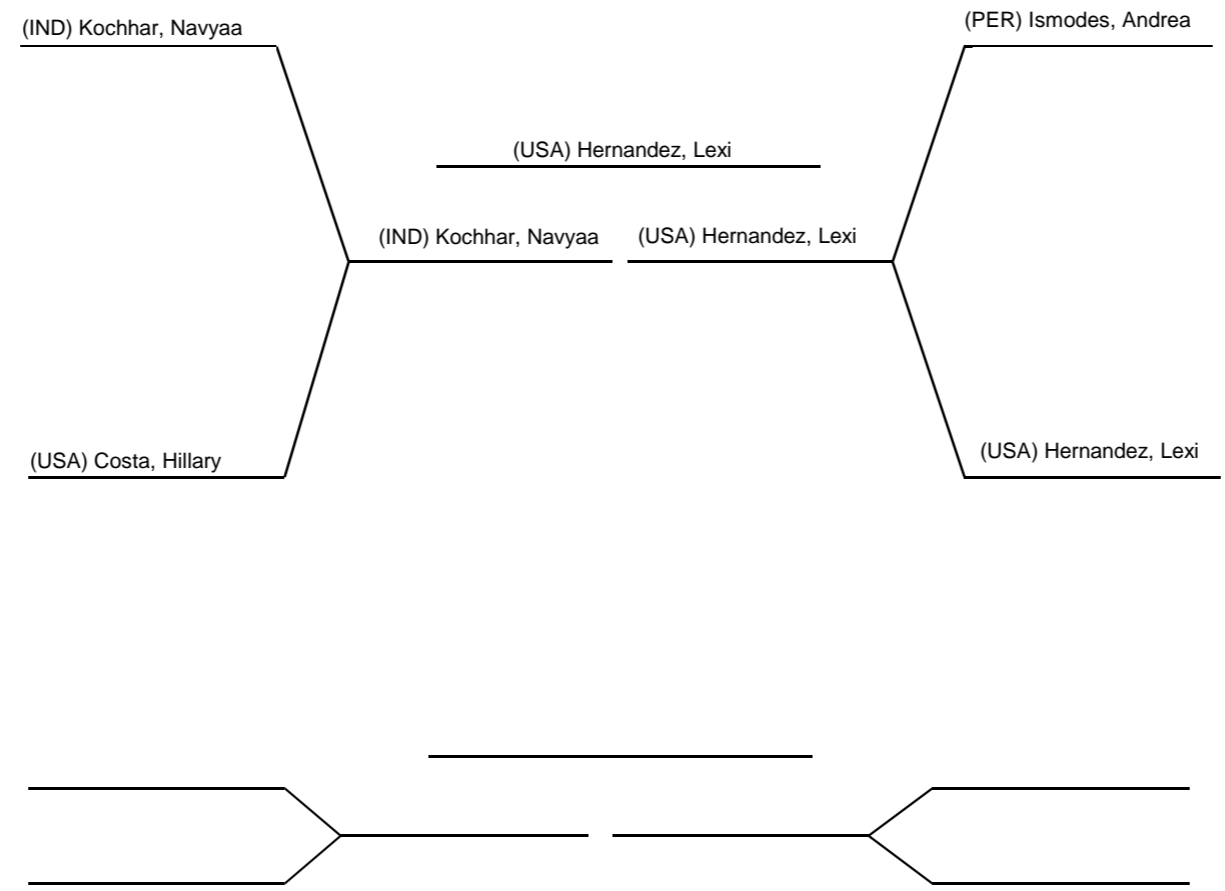 (IND) Kochhar, Navyaa
(PER) Ismodes, Andrea
(USA) Hernandez, Lexi
(IND) Kochhar, Navyaa
(USA) Hernandez, Lexi
(USA) Costa, Hillary
(USA) Hernandez, Lexi